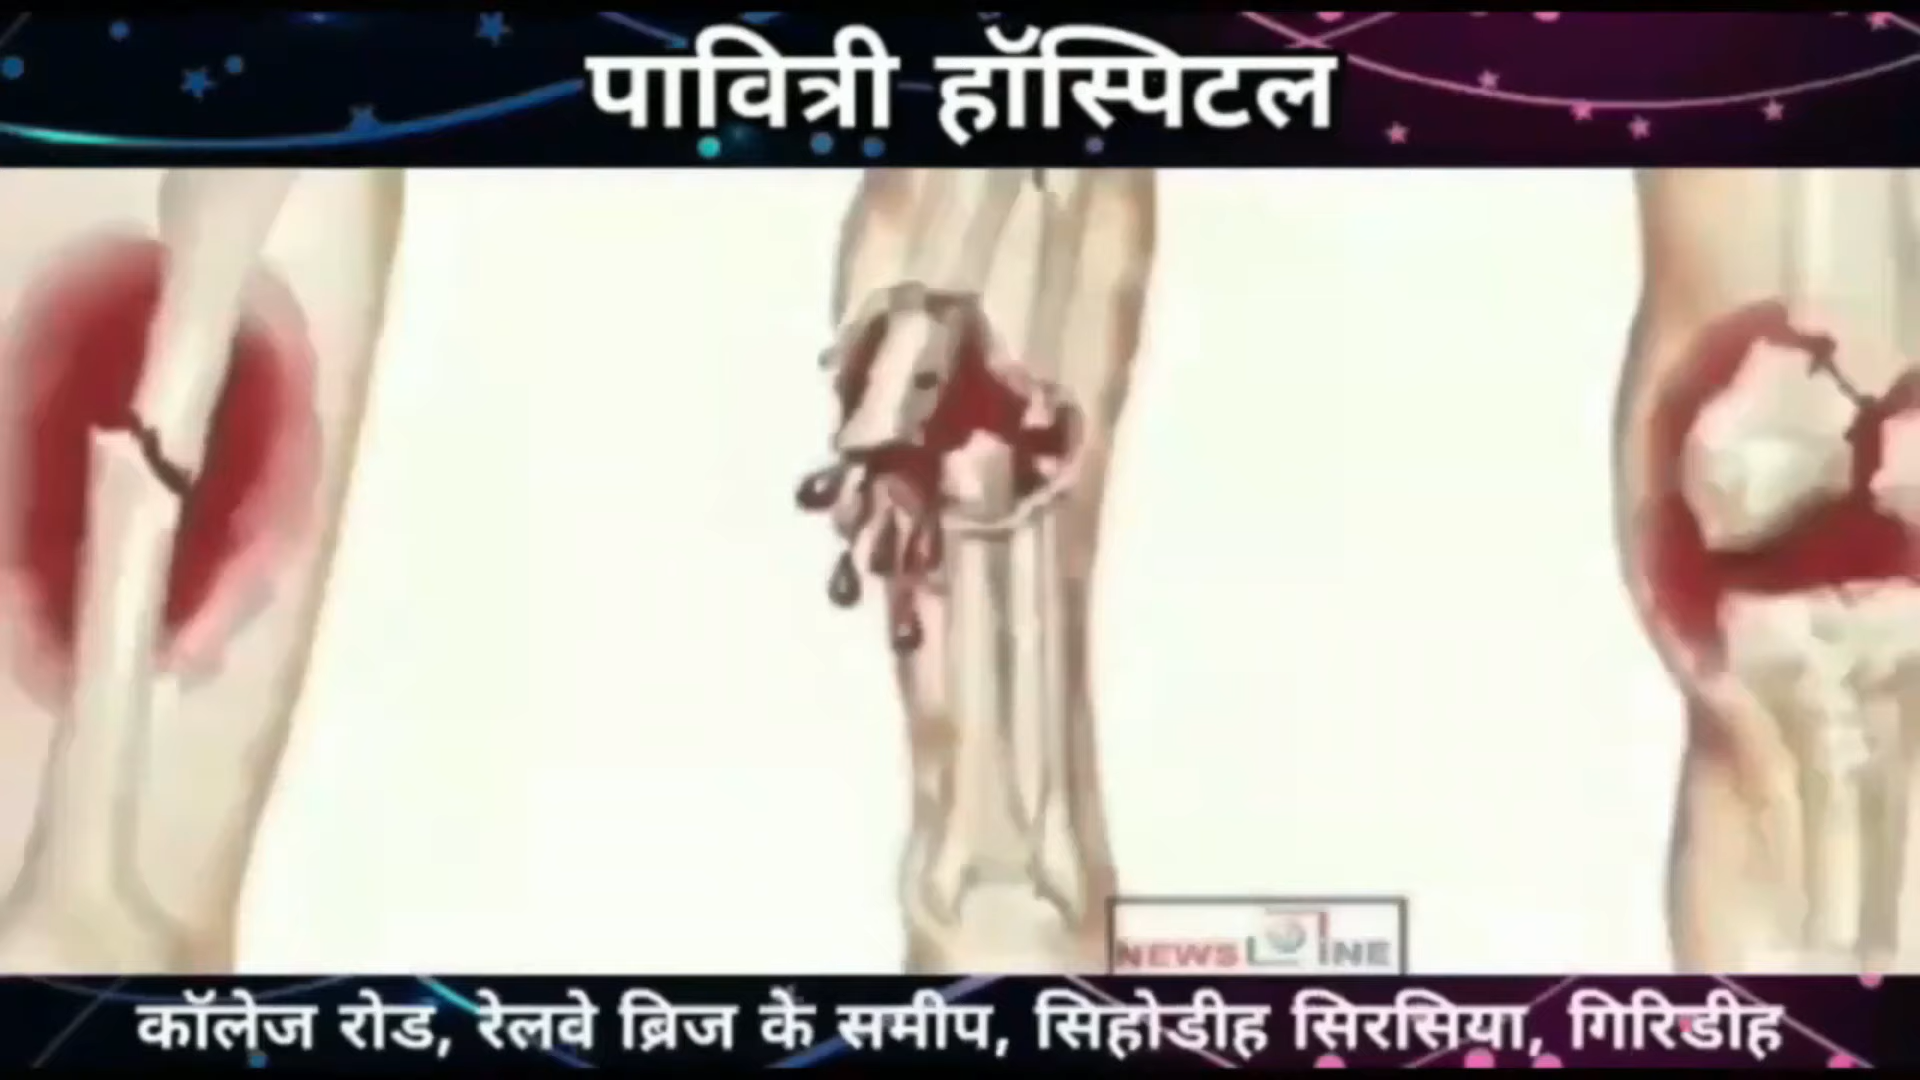 पावित्री हॉस्पिटल
NEWS LINE
कॉलेज रोड, रेलवे ब्रिज के समीप, सिहोडीह सिरसिया, गिरिडीह